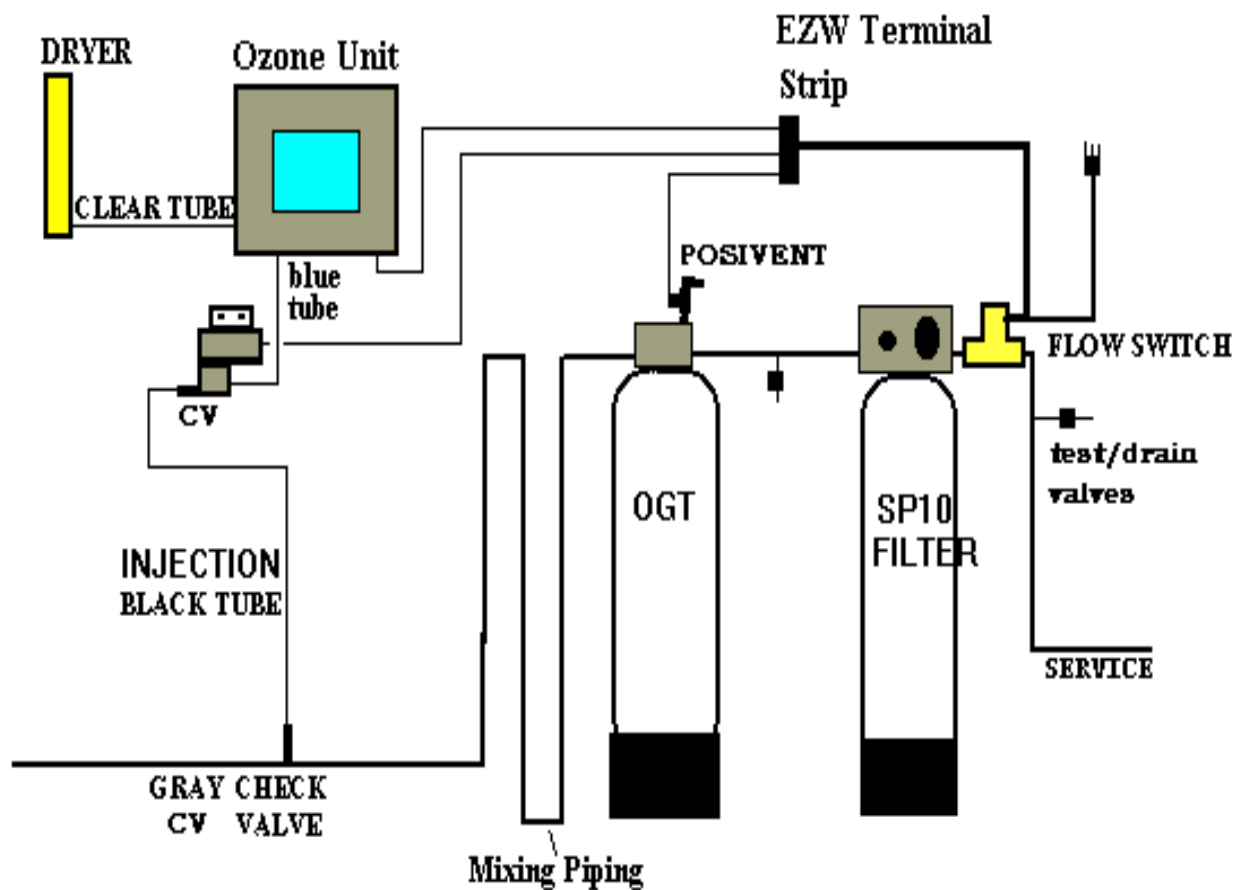 DRYER
Ozone Unit
EZW Terminal
Strip
CLEAR TUBE
blue
tube
POSIVENT
FLOW SWITCH
CV
test/drain
valves
OGT
SP10
FILTER
INJECTION
BLACK TUBE
SERVICE
GRAY CHECK
CV VALVE
Mixing Piping